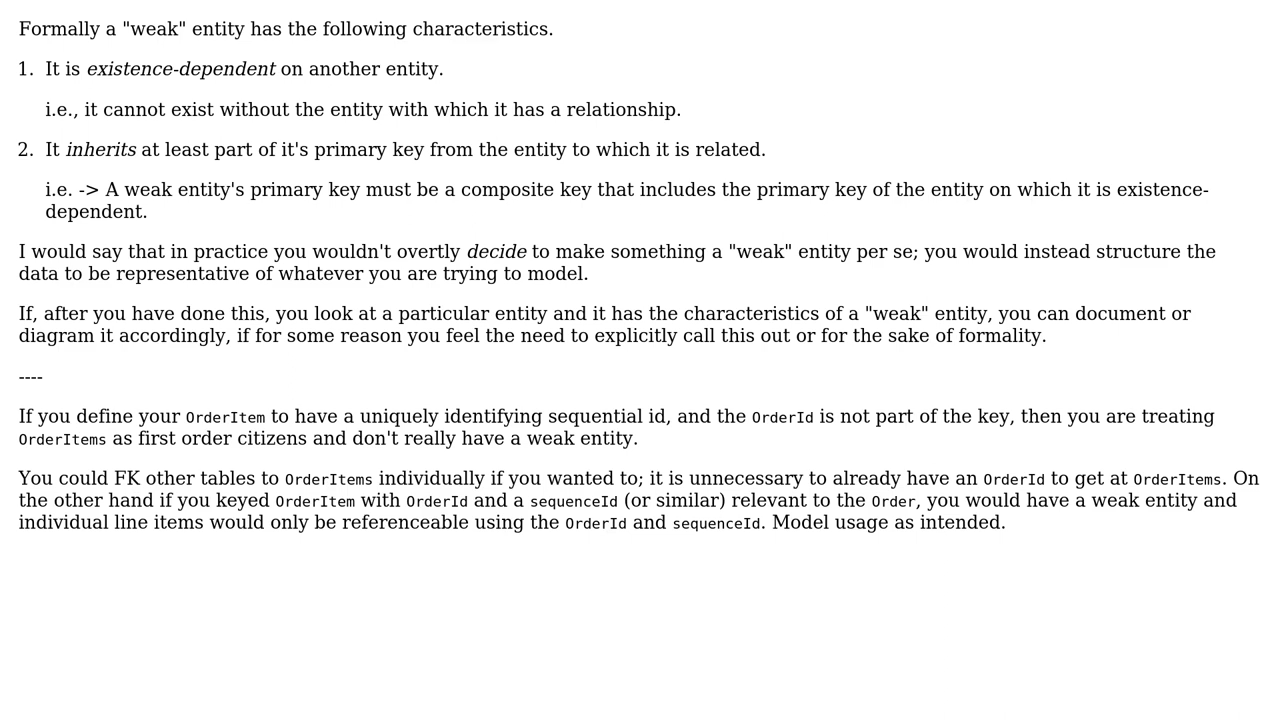 Formally a "weak" entity has the following characteristics.
1. It is existence-dependent on another entity.
i.e., it cannot exist without the entity with which it has a relationship.
2. It inherits at least part of it's primary key from the entity to which it is related.
i.e. -> A weak entity's primary key must be a composite key that includes the primary key of the entity on which it is existence-
dependent.
I would say that in practice you wouldn't overtly decide to make something a "weak" entity per se; you would instead structure the
data to be representative of whatever you are trying to model.
If, after you have done this, you look at a particular entity and it has the characteristics of a "weak" entity, you can document or
diagram it accordingly, if for some reason you feel the need to explicitly call this out or for the sake of formality.
----
If you define your OrderItem to have a uniquely identifying sequential id, and the OrderId is not part of the key, then you are treating
OrderItems as first order citizens and don't really have a weak entity.
You could FK other tables to OrderItems individually if you wanted to; it is unnecessary to already have an OrderId to get at OrderItems. On
the other hand if you keyed OrderItem with OrderId and a sequenceId (or similar) relevant to the Order, you would have a weak entity and
individual line items would only be referenceable using the OrderId and sequenceId. Model usage as intended.